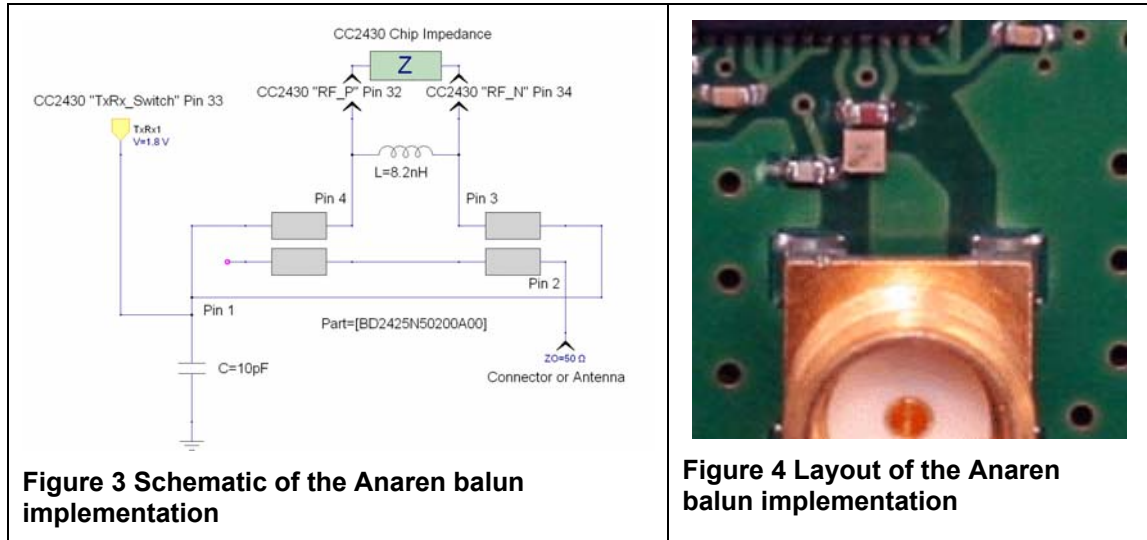 CC2430 Chip Impedance
Z
CC2430 "RF_P" Pin 32
CC2430 "RF_N" Pin 34
CC2430 "TxRx_Switch" Pin 33
TxRx1
V=1.8 V
L=8.2nH
Pin 4
Pin 3
Pin 2
Pin 1
Part=[BD2425N50200A00]
C=10pF
ZO=50 Ω
Connector or Antenna
Figure 3 Schematic of the Anaren balun
implementation
Figure 4 Layout of the Anaren
balun implementation